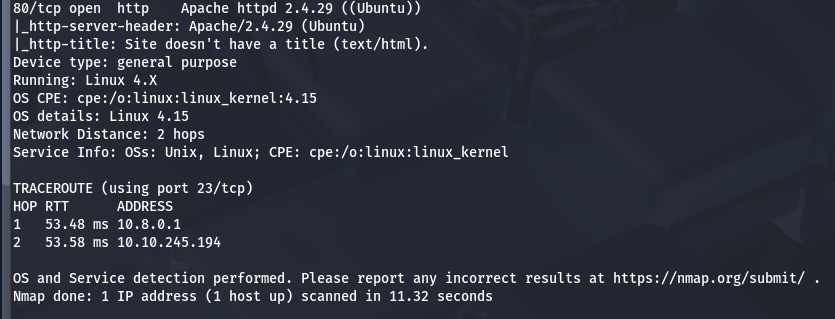 80/tcp open  http    Apache httpd 2.4.29 ((Ubuntu))
|_http-server-header: Apache/2.4.29 (Ubuntu)
|_http-title: Site doesn't have a title (text/html).
Device type: general purpose
Running: Linux 4.X
OS CPE: cpe:/o:linux:linux_kernel:4.15
OS details: Linux 4.15
Network Distance: 2 hops
Service Info: OSs: Unix, Linux; CPE: cpe:/o:linux:linux_kernel
TRACEROUTE (using port 23/tcp)
HOP RTT      ADDRESS
1   53.48 ms 10.8.0.1
2   53.58 ms 10.10.245.194
OS and Service detection performed. Please report any incorrect results at https://nmap.org/submit/ .
Nmap done: 1 IP address (1 host up) scanned in 11.32 seconds